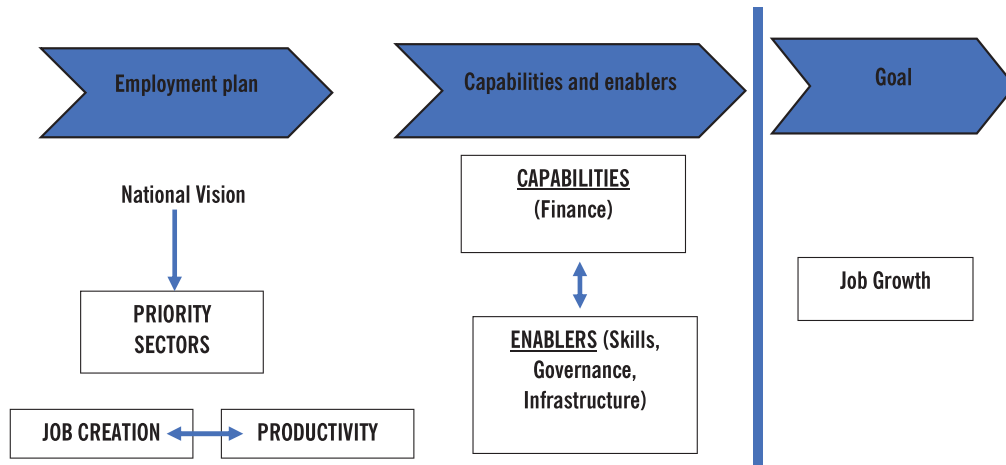 Employment plan
Capabilities and enablers
Goal
National Vision
PRIORITY
SECTORS
JOB CREATION
PRODUCTIVITY
CAPABILITIES
(Finance)
ENABLERS (Skills,
Governance,
Infrastructure)
Job Growth